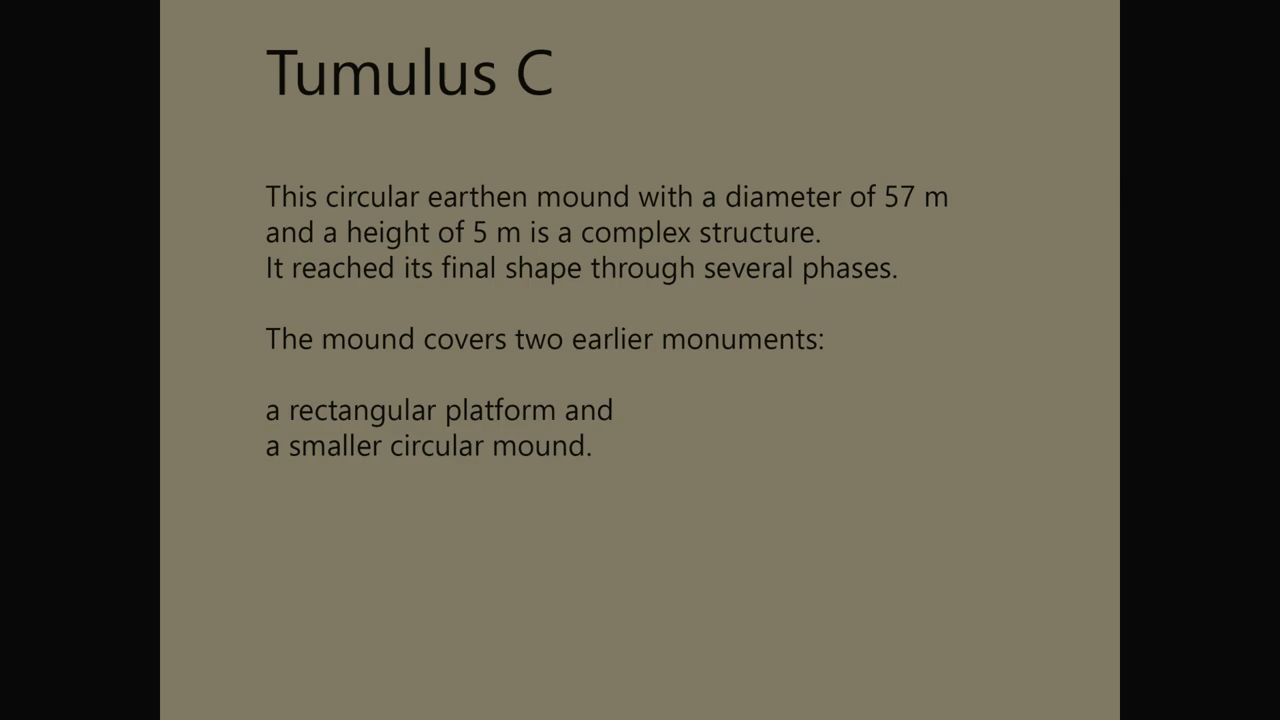 Tumulus C
This circular earthen mound with a diameter of 57 m
and a height of 5 m is a complex structure.
It reached its final shape through several phases.
The mound covers two earlier monuments:
a rectangular platform and
a smaller circular mound.